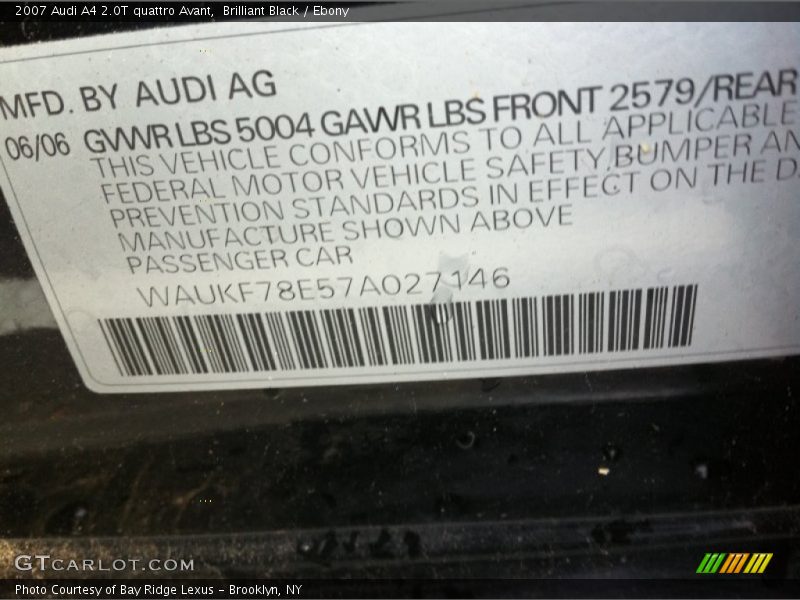 2007 Audi A4 2.0T quattro Avant,  Brilliant Black / Ebony
MFD. BY AUDI AG
06/06 GVWR LBS 5004 GAWR LBS FRONT 2579/REAR
THIS VEHICLE CONFORMS TO ALL APPLICABLE
FEDERAL MOTOR VEHICLE SAFETY,BUMPER AN
PREVENTION STANDARDS IN EFFECT ON THE D
MANUFACTURE SHOWN ABOVE
PASSENGER CAR
WAUKF78E57A027146
GTCARLOT.COM
Photo Courtesy of Bay Ridge Lexus - Brooklyn, NY